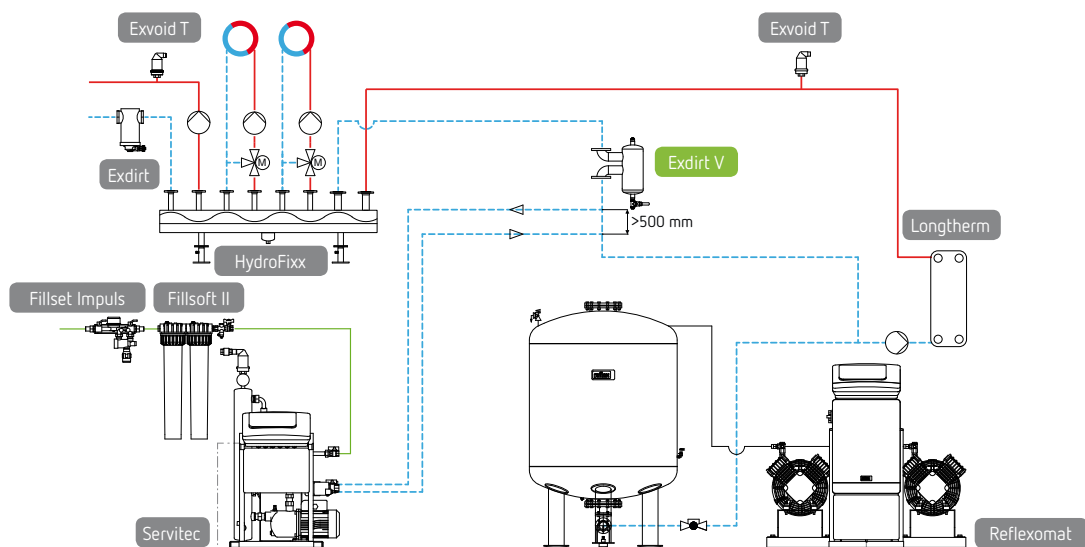 Exvoid T
Exvoid T
Exdirt
M
M
Exdirt V
>500 mm
Longtherm
HydroFixx
Fillset Impuls
Fillsoft II
Servitec
Reflexomat